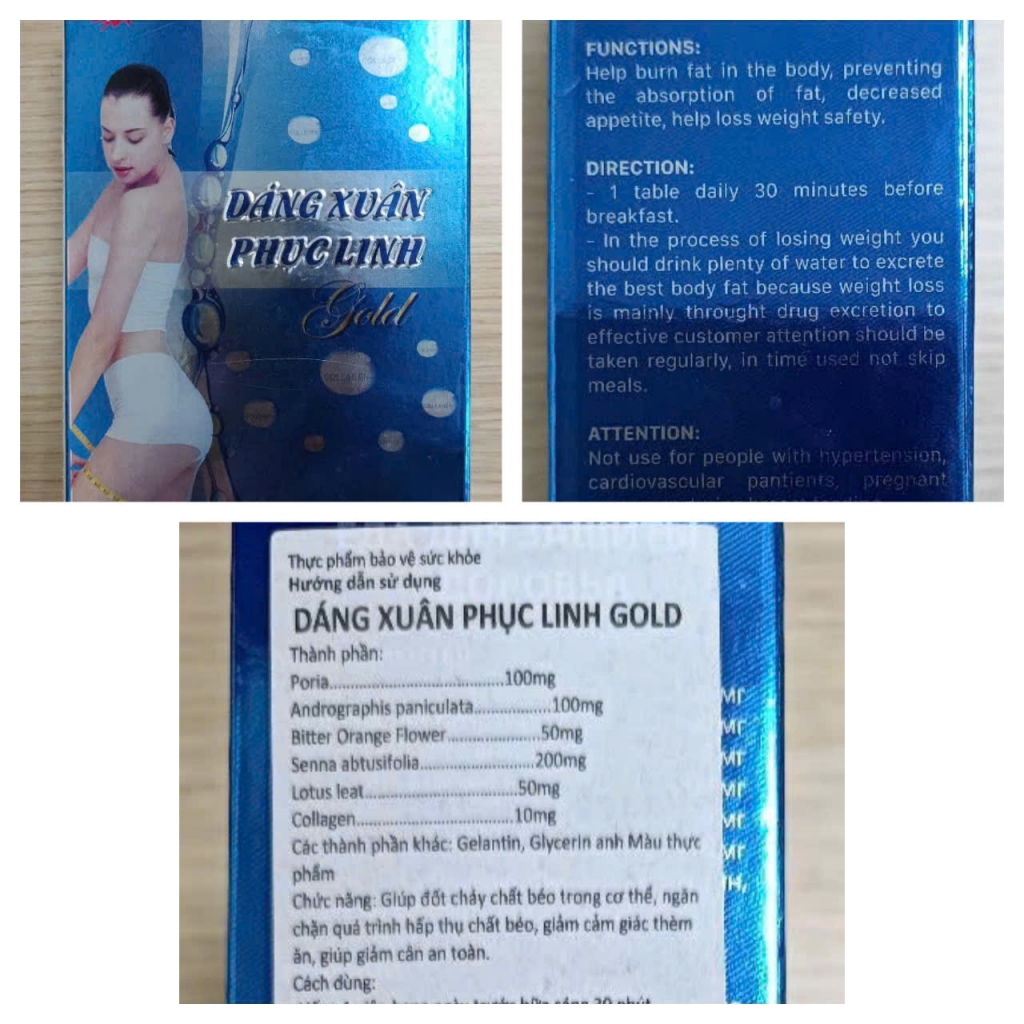 DÁNG XUÂN
PHỤC LINH
Gold
COLLAGEN
FUNCTIONS:
Help burn fat in the body, preventing
the absorption of fat, decreased
appetite, help loss weight safety.
DIRECTION:
- 1 table daily 30 minutes before
breakfast.
- In the process of losing weight you
should drink plenty of water to excrete
the best body fat because weight loss
is mainly throught drug excretion to
effective customer attention should be
taken regularly, in time used not skip
meals.
ATTENTION:
Not use for people with hypertension,
cardiovascular pantients, pregnant
Thực phẩm bảo vệ sức khỏe
Hướng dẫn sử dụng
DÁNG XUÂN PHỤC LINH GOLD
Thành phần:
Poria..................................100mg
Andrographis paniculata.................100mg
Bitter Orange Flower.....................50mg
Senna abtusifolia.........................200mg
Lotus leat..................................50mg
Collagen..................................10mg
Các thành phần khác: Gelantin, Glycerin anh Màu thực
phẩm
Chức năng: Giúp đốt cháy chất béo trong cơ thể, ngăn
chặn quá trình hấp thụ chất béo, giảm cảm giác thèm
ăn, giúp giảm cân an toàn.
Cách dùng:
МГ
МГ
МГ
МГ
МГ
МГ